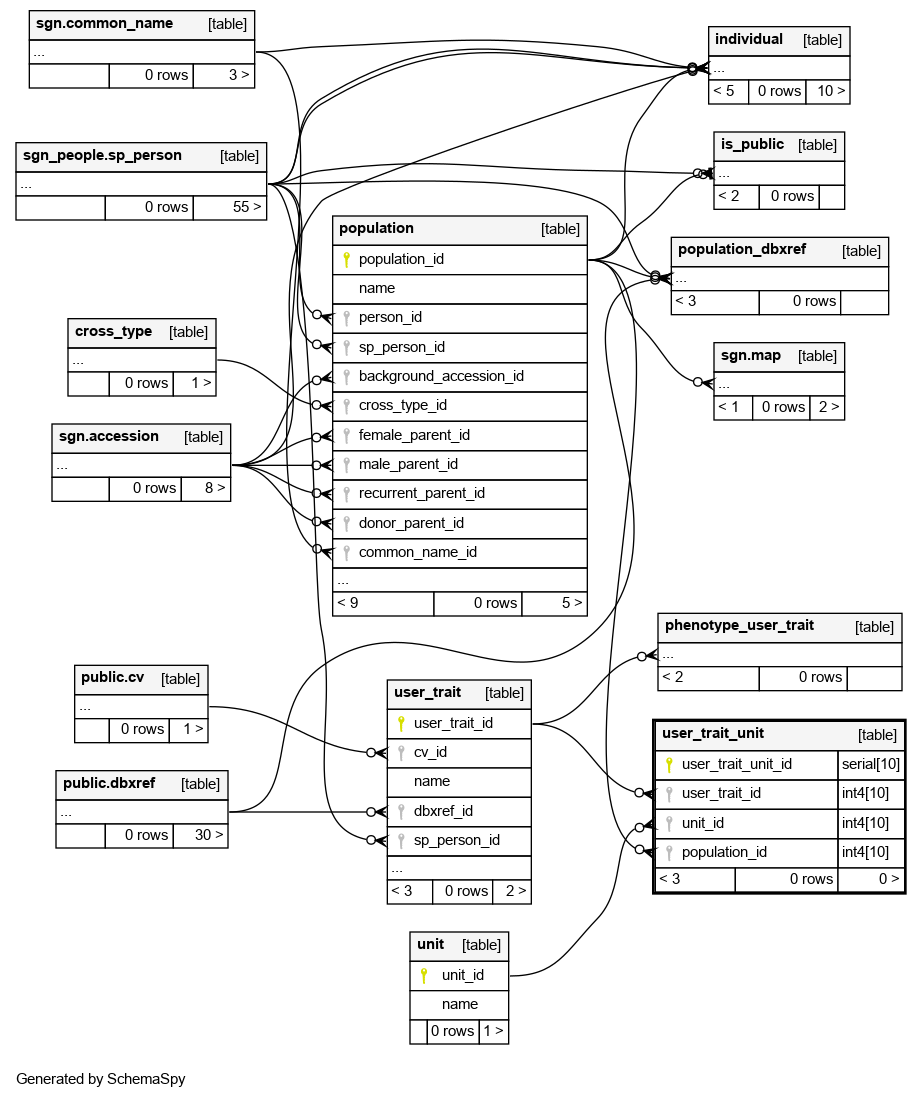 sgn.common_name [table]
...
0 rows 3 >
individual [table]
...
< 5 0 rows 10 >
sgn_people.sp_person [table]
...
0 rows 55 >
is_public [table]
...
< 2 0 rows
population [table]
population_id
name
person_id
sp_person_id
background_accession_id
cross_type_id
female_parent_id
male_parent_id
recurrent_parent_id
donor_parent_id
common_name_id
...
< 9 0 rows 5 >
population_dbxref [table]
...
< 3 0 rows
cross_type [table]
...
0 rows 1 >
sgn.map [table]
...
< 1 0 rows 2 >
sgn.accession [table]
...
0 rows 8 >
phenotype_user_trait [table]
...
< 2 0 rows
public.cv [table]
...
0 rows 1 >
user_trait [table]
user_trait_id
cv_id
name
dbxref_id
sp_person_id
...
< 3 0 rows 2 >
user_trait_unit [table]
user_trait_unit_id serial[10]
user_trait_id int4[10]
unit_id int4[10]
population_id int4[10]
< 3 0 rows 0 >
public.dbxref [table]
...
0 rows 30 >
unit [table]
unit_id
name
0 rows 1 >
Generated by SchemaSpy